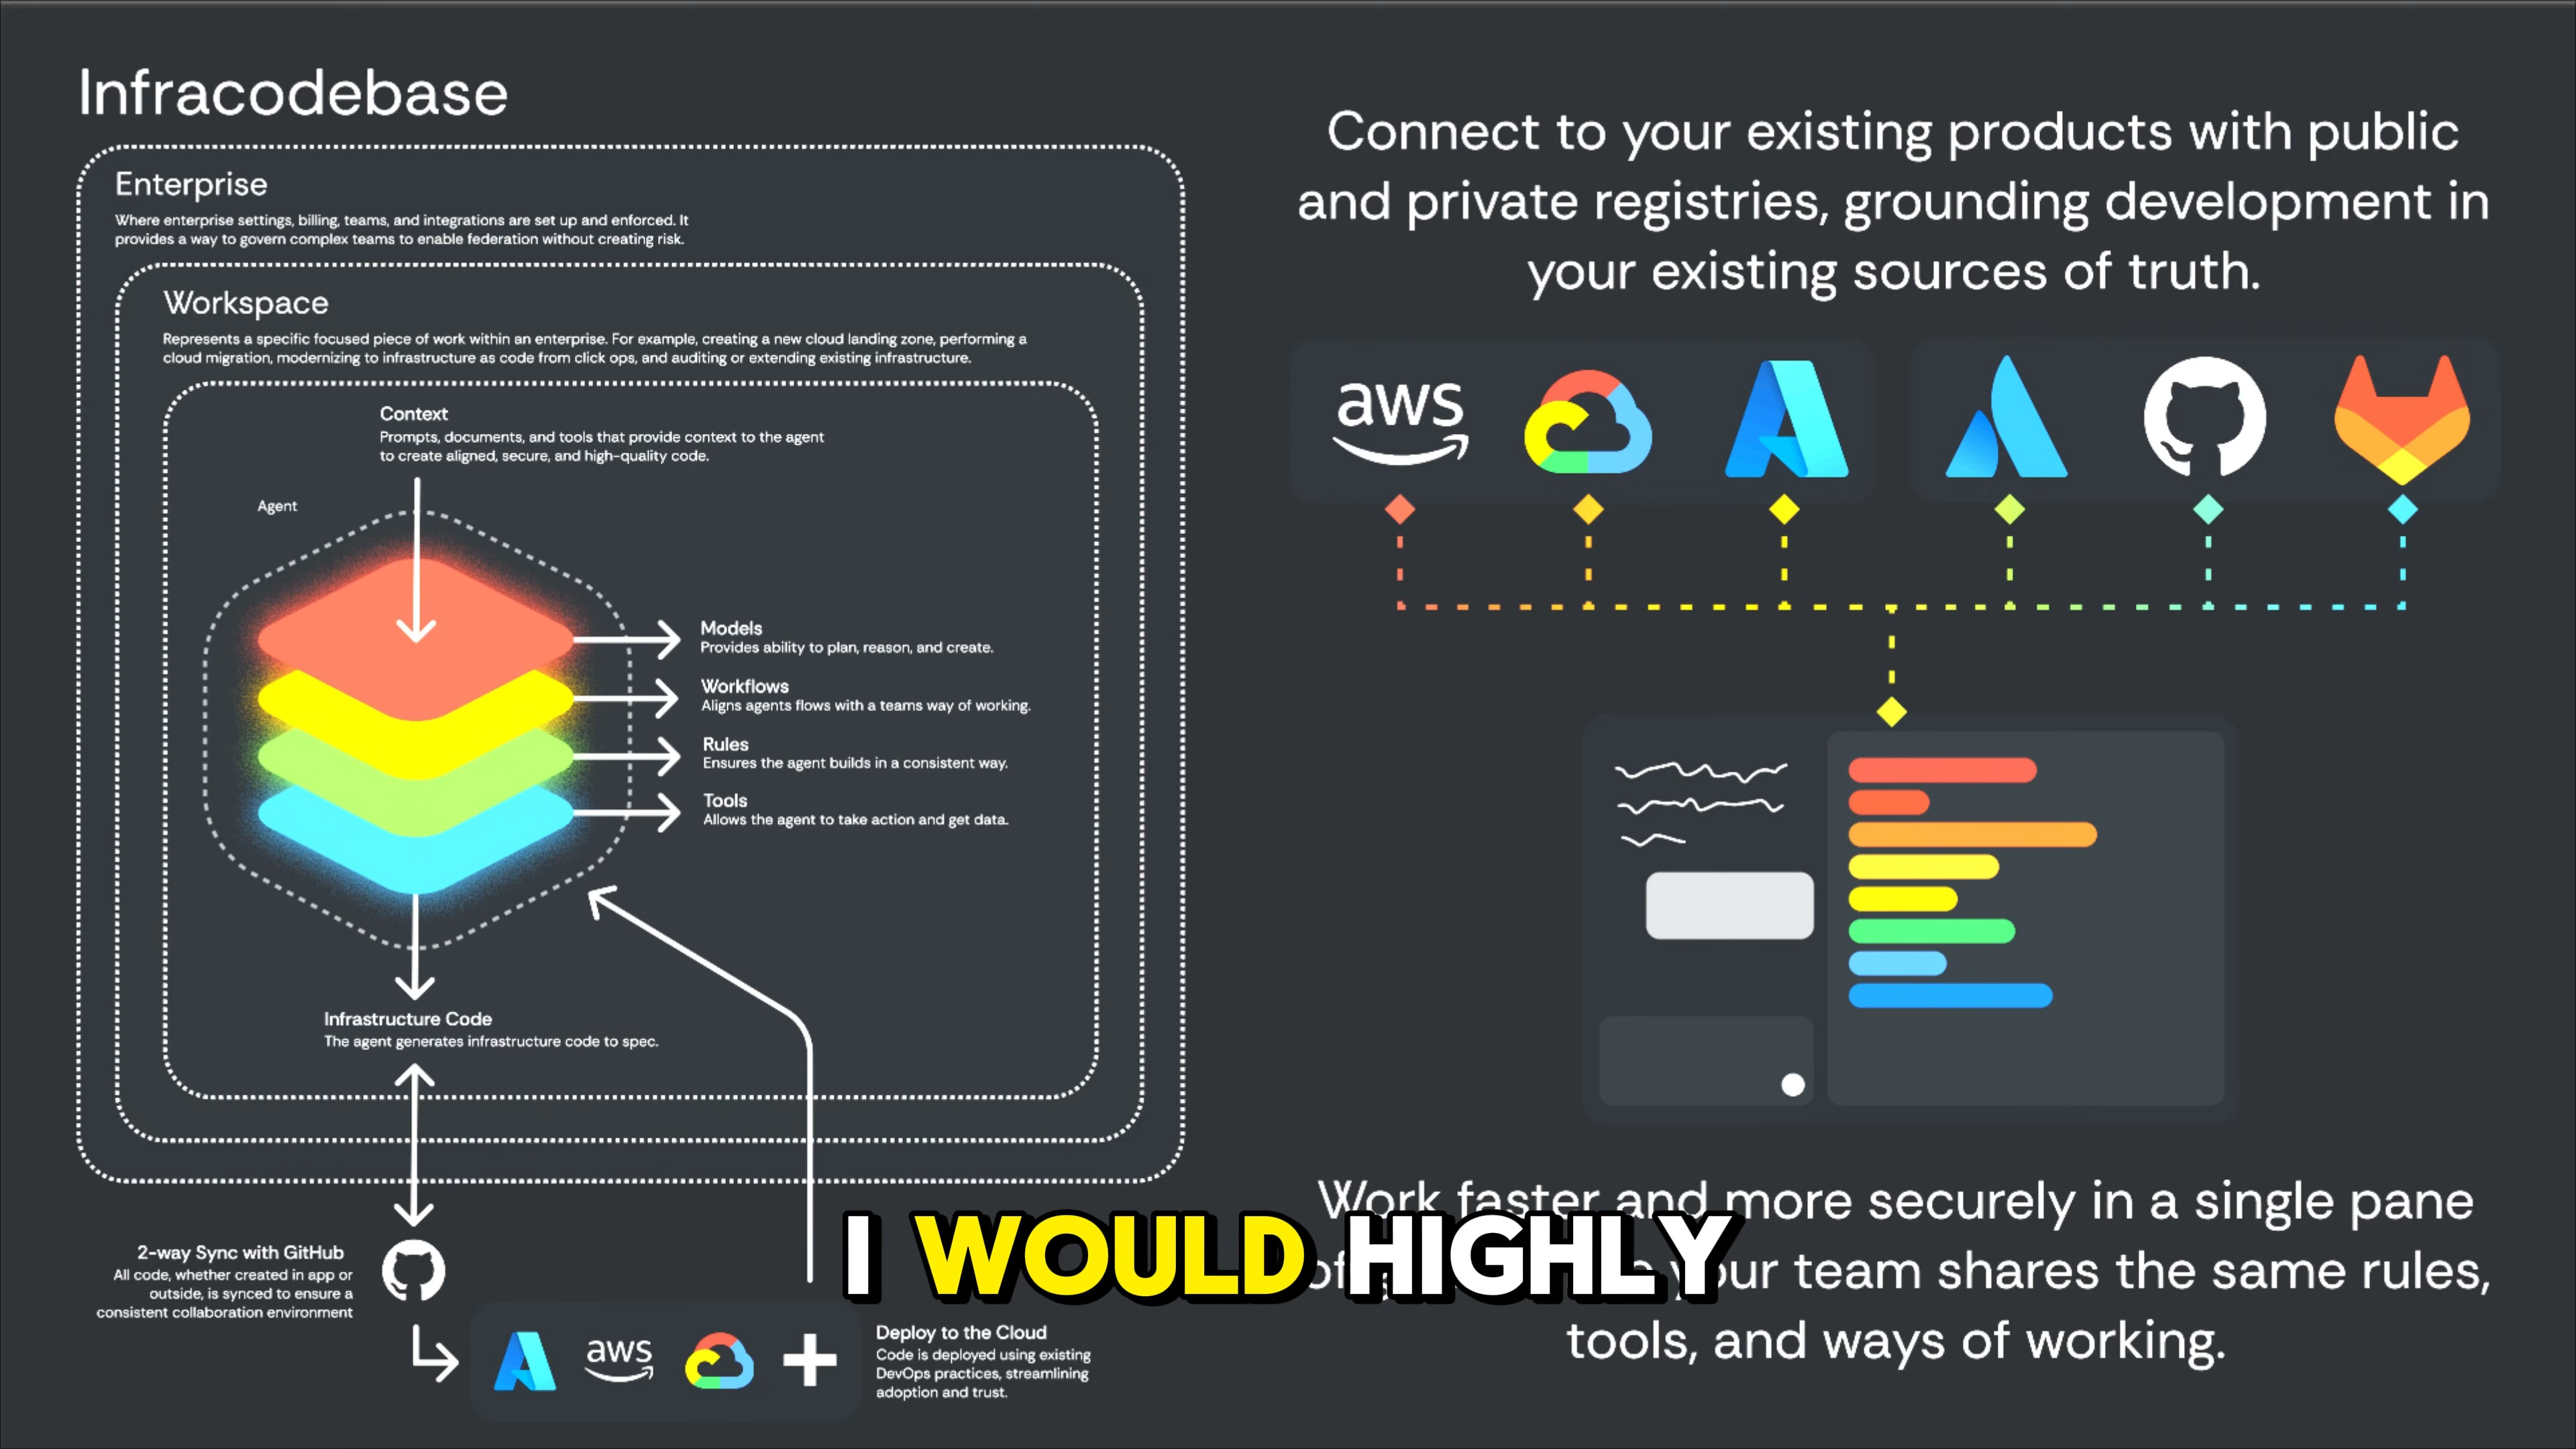 Infracodebase
Enterprise
Where enterprise settings, billing, teams, and integrations are set up and enforced. It
provides a way to govern complex teams to enable federation without creating risk.
Workspace
Represents a specific focused piece of work within an enterprise. For example, creating a new cloud landing zone, performing a
cloud migration, modernizing to infrastructure as code from click ops, and auditing or extending existing infrastructure.
Context
Prompts, documents, and tools that provide context to the agent
to create aligned, secure, and high-quality code.
Agent
Models
Provides ability to plan, reason, and create.
Workflows
Aligns agents flows with a teams way of working.
Rules
Ensures the agent builds in a consistent way.
Tools
Allows the agent to take action and get data.
Infrastructure Code
The agent generates infrastructure code to spec.
2-way Sync with GitHub
All code, whether created in app or
outside, is synced to ensure a
consistent collaboration environment
aws
Deploy to the Cloud
Code is deployed using existing
DevOps practices, streamlining
adoption and trust.
Connect to your existing products with public
and private registries, grounding development in
your existing sources of truth.
aws
Work faster and more securely in a single pane
of your team shares the same rules,
tools, and ways of working.
I WOULD HIGHLY